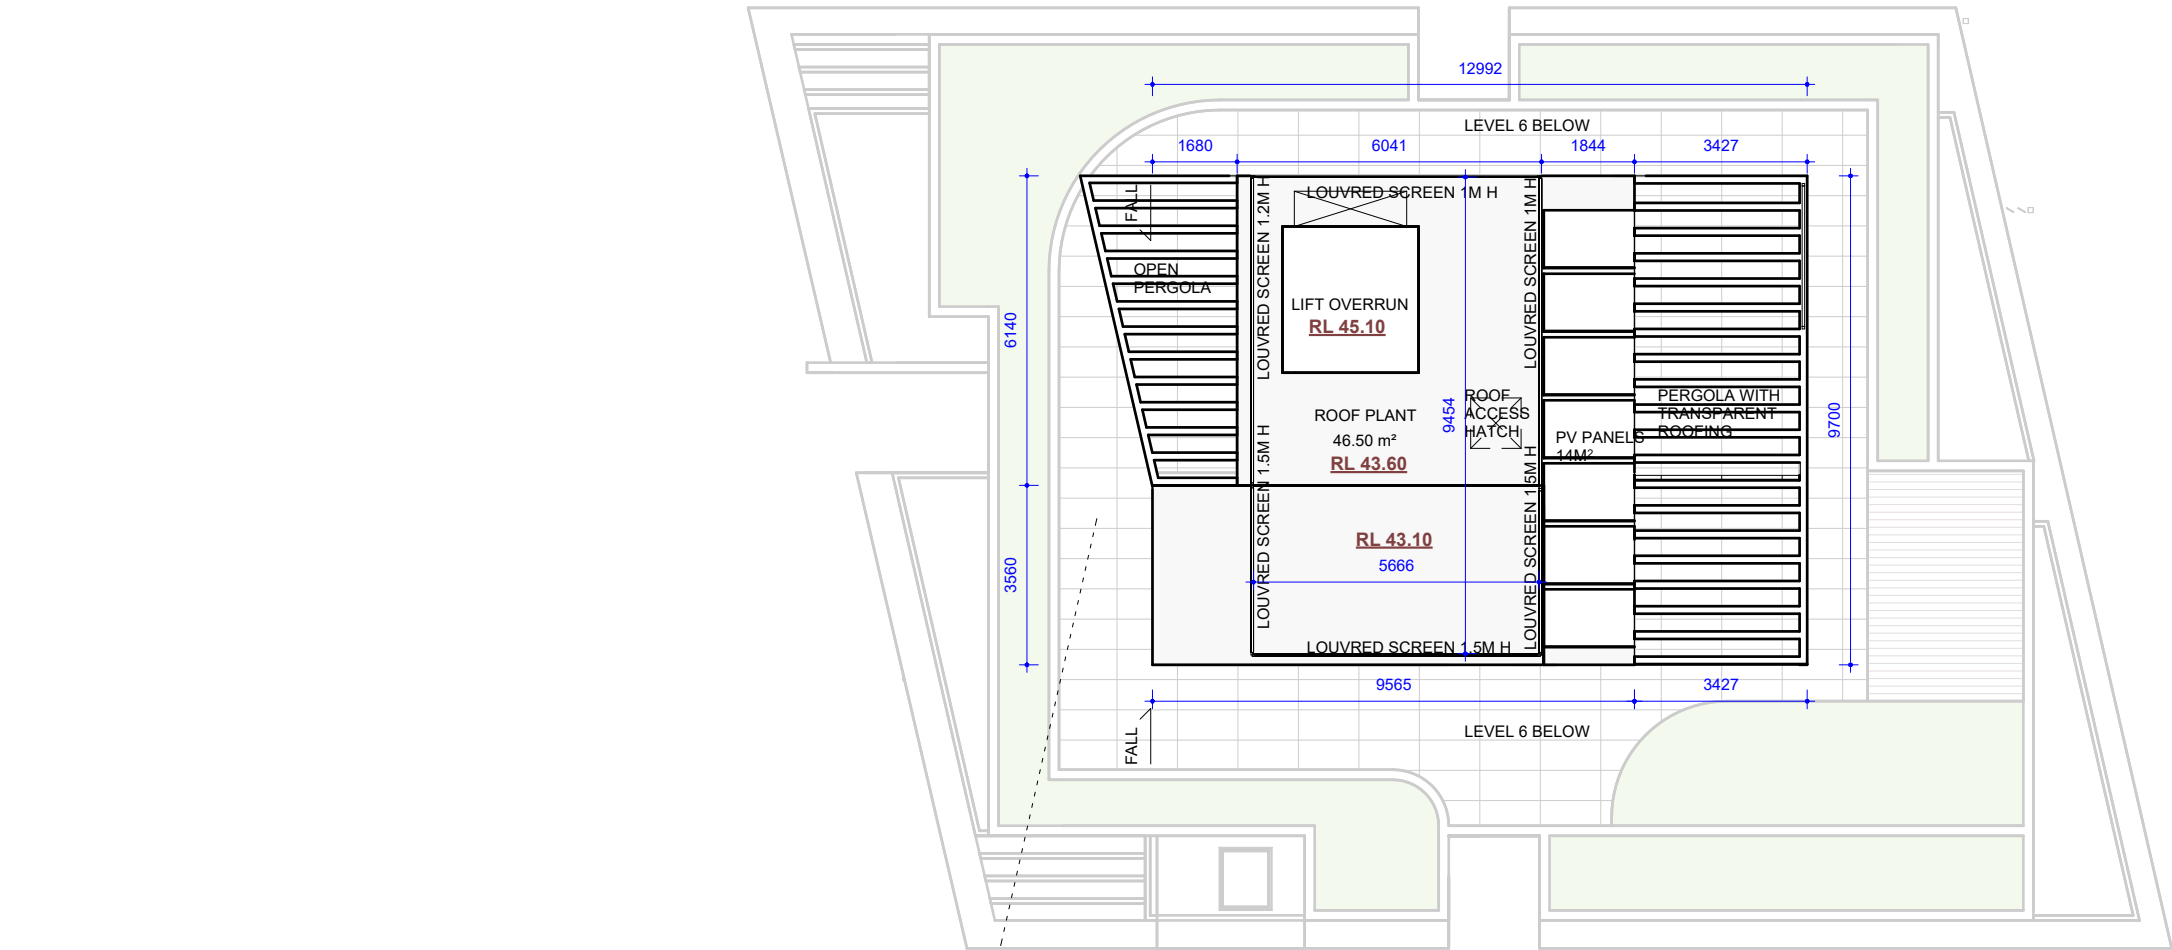 12992
LEVEL 6 BELOW
1680
6041
1844
3427
FALL
LOUVRED SCREEN 1.2M H
LOUVRED SCREEN 1M H
LOUVRED SCREEN 1M H
OPEN
PERGOLA
LIFT OVERRUN
RL 45.10
6140
ROOF PLANT
46.50 m²
RL 43.60
9454
ROOF
ACCESS
HATCH
PV PANELS
14M²
PERGOLA WITH
TRANSPARENT
ROOFING
9700
LOUVRED SCREEN 1.5M H
LOUVRED SCREEN 1.5M H
RL 43.10
5666
3560
LOUVRED SCREEN 1.5M H
9565
3427
FALL
LEVEL 6 BELOW